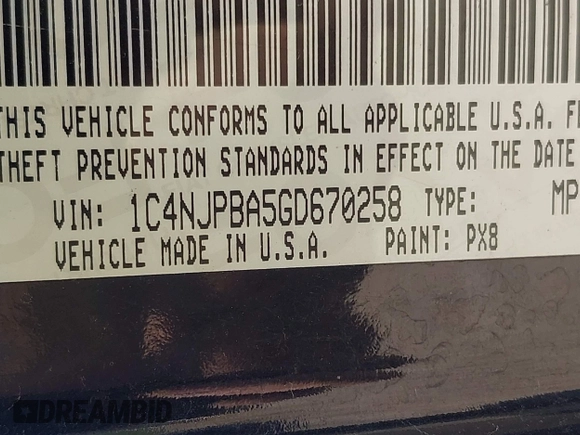 THIS VEHICLE CONFORMS TO ALL APPLICABLE U.S.A. F
THEFT PREVENTION STANDARDS IN EFFECT ON THE DATE
VIN: 1C4NJPBA5GD670258 TYPE: MP
VEHICLE MADE IN U.S.A. PAINT: PX8
DREAMBID